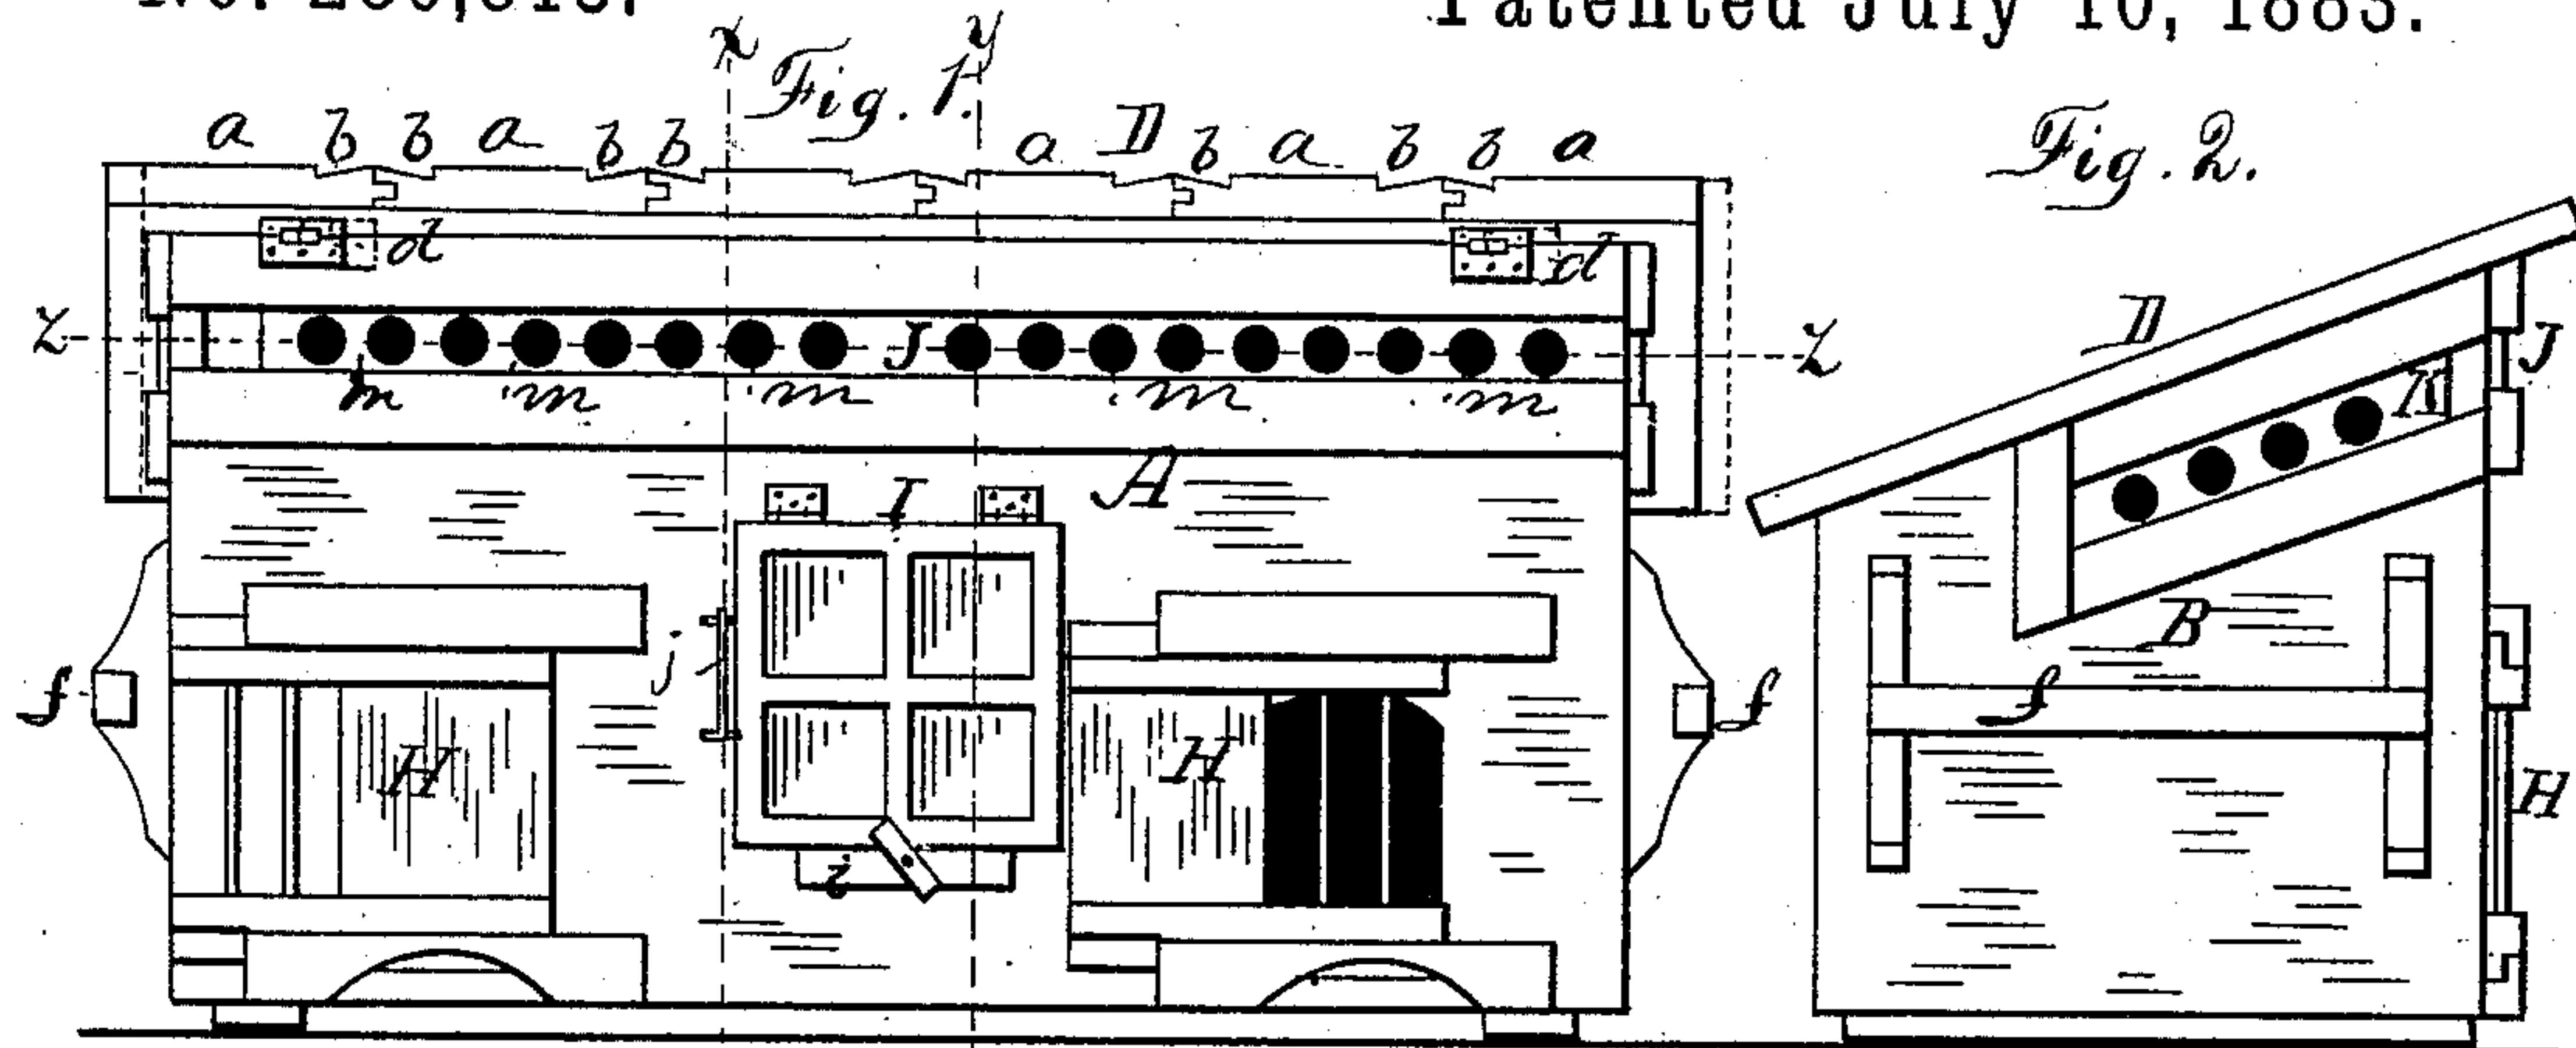 Patented July 10, 1883.
x y
Fig. 1.
Fig. 2.
a b b a b b a D b a b b a
d d
z J z
m m m m m
A
I
j
f f
H H
i
D
J
K
B
f
H